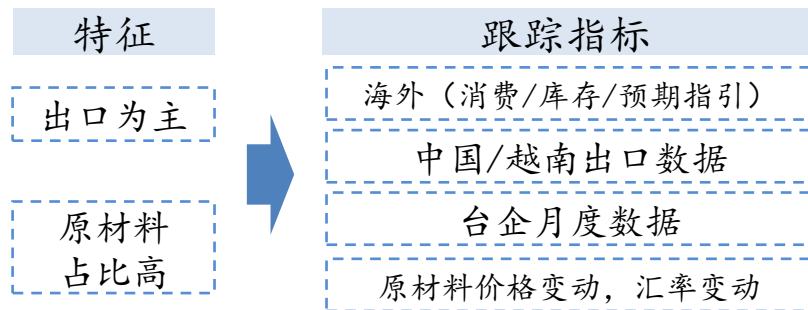 特征
出口为主
原材料
占比高
跟踪指标
海外（消费/库存/预期指引）
中国/越南出口数据
台企月度数据
原材料价格变动，汇率变动